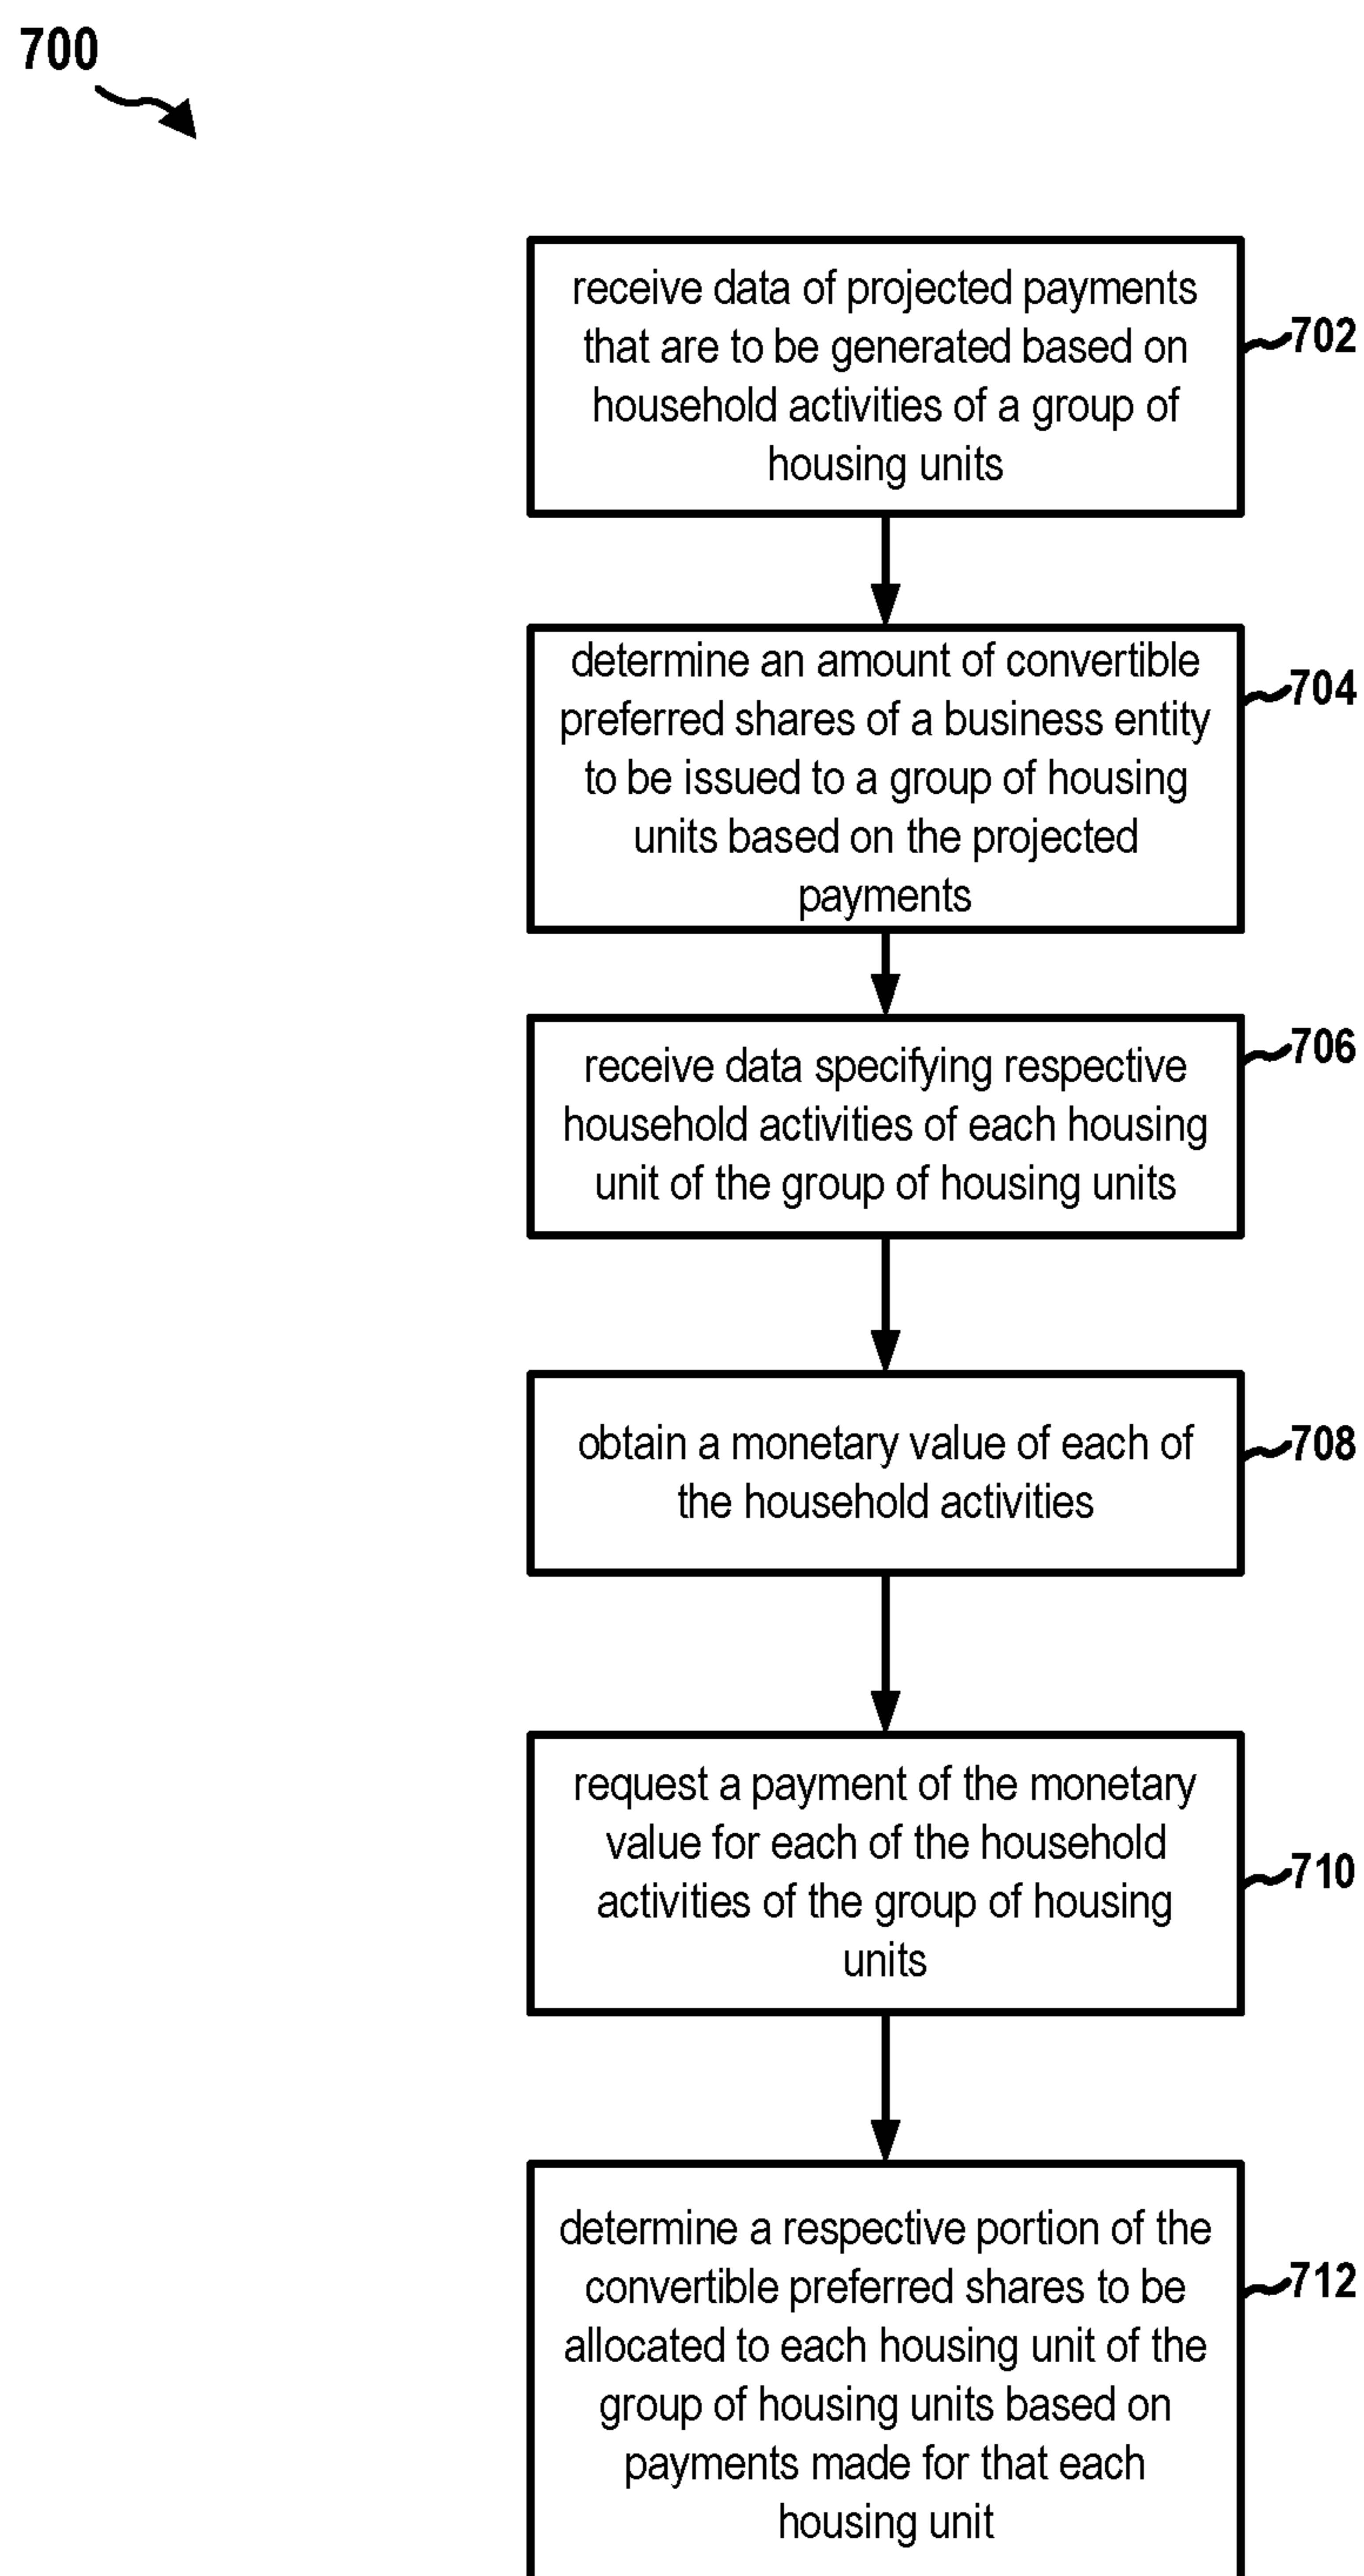 700
receive data of projected payments
that are to be generated based on
household activities of a group of
housing units
702
determine an amount of convertible
preferred shares of a business entity
to be issued to a group of housing
units based on the projected
payments
704
receive data specifying respective
household activities of each housing
unit of the group of housing units
706
obtain a monetary value of each of
the household activities
708
request a payment of the monetary
value for each of the household
activities of the group of housing
units
710
determine a respective portion of the
convertible preferred shares to be
allocated to each housing unit of the
group of housing units based on
payments made for that each
housing unit
712